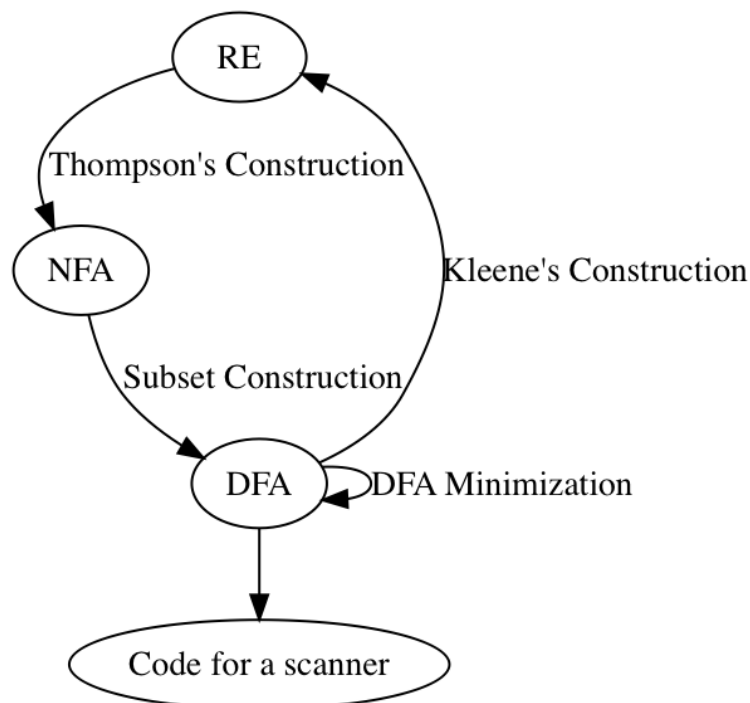 RE
Thompson's Construction
NFA
Kleene's Construction
Subset Construction
DFA
DFA Minimization
Code for a scanner